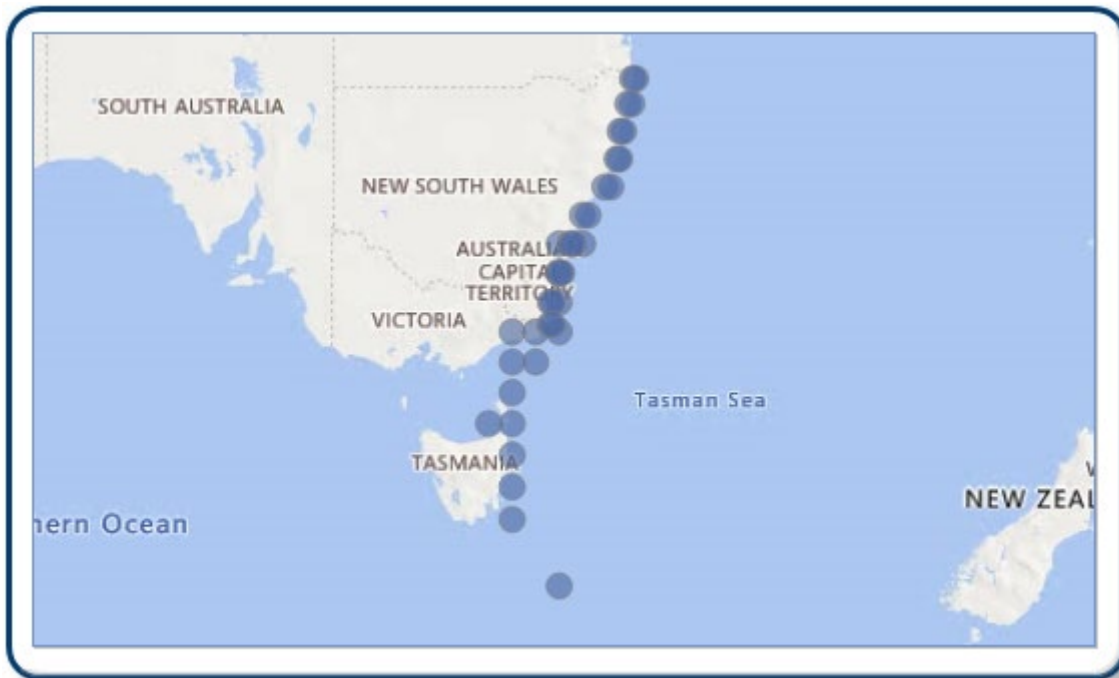 SOUTH AUSTRALIA
NEW SOUTH WALES
AUSTRALIAN
CAPITAL
TERRITORY
VICTORIA
Tasman Sea
TASMANIA
NEW ZEAL
hern Ocean